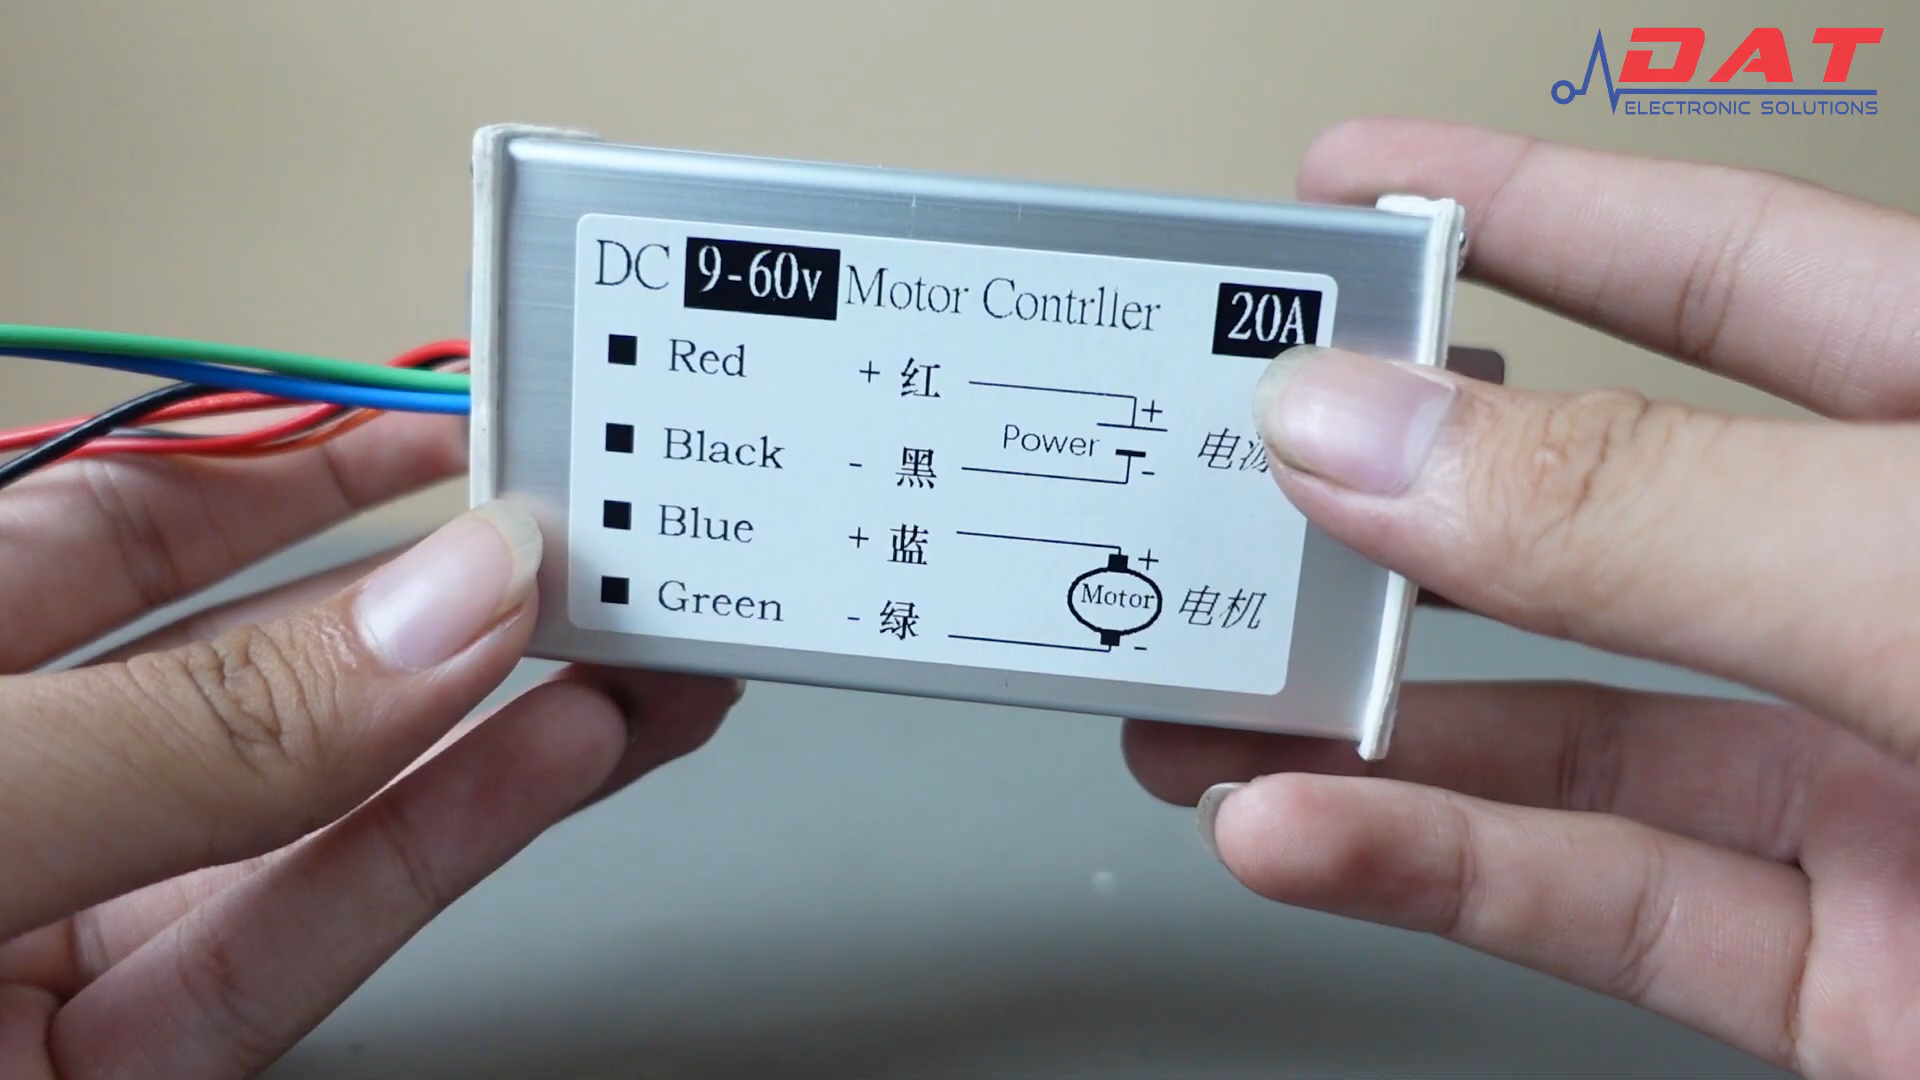 DAT
ELECTRONIC SOLUTIONS
DC 9-60v Motor Contrller 20A
■ Red + 红 +
Power
■ Black - 黑 -
■ Blue + 蓝 +
Motor 电机
■ Green - 绿 -